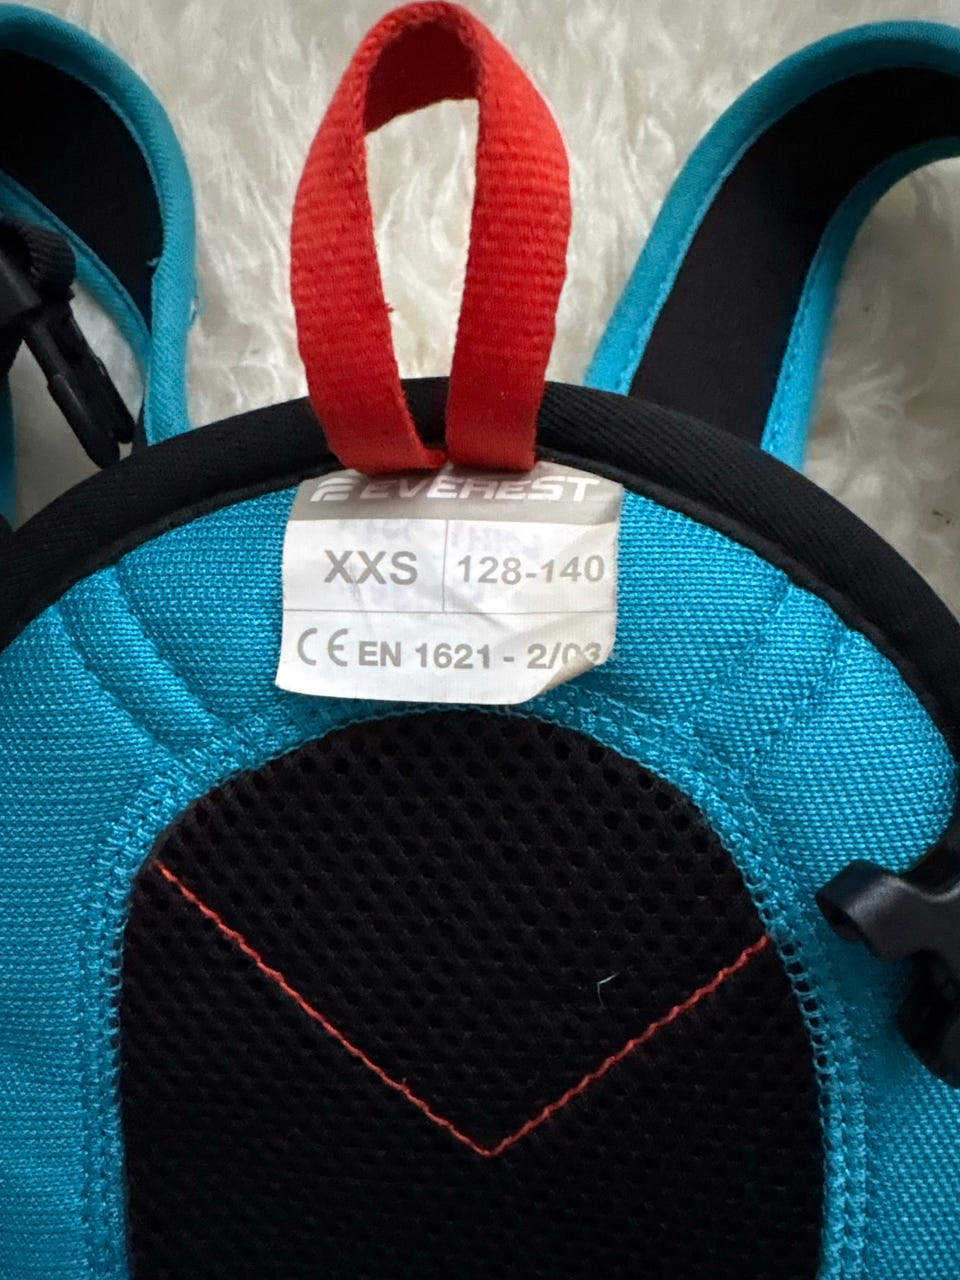 EVEREST
XXS 128-140
CE EN 1621 - 2/03